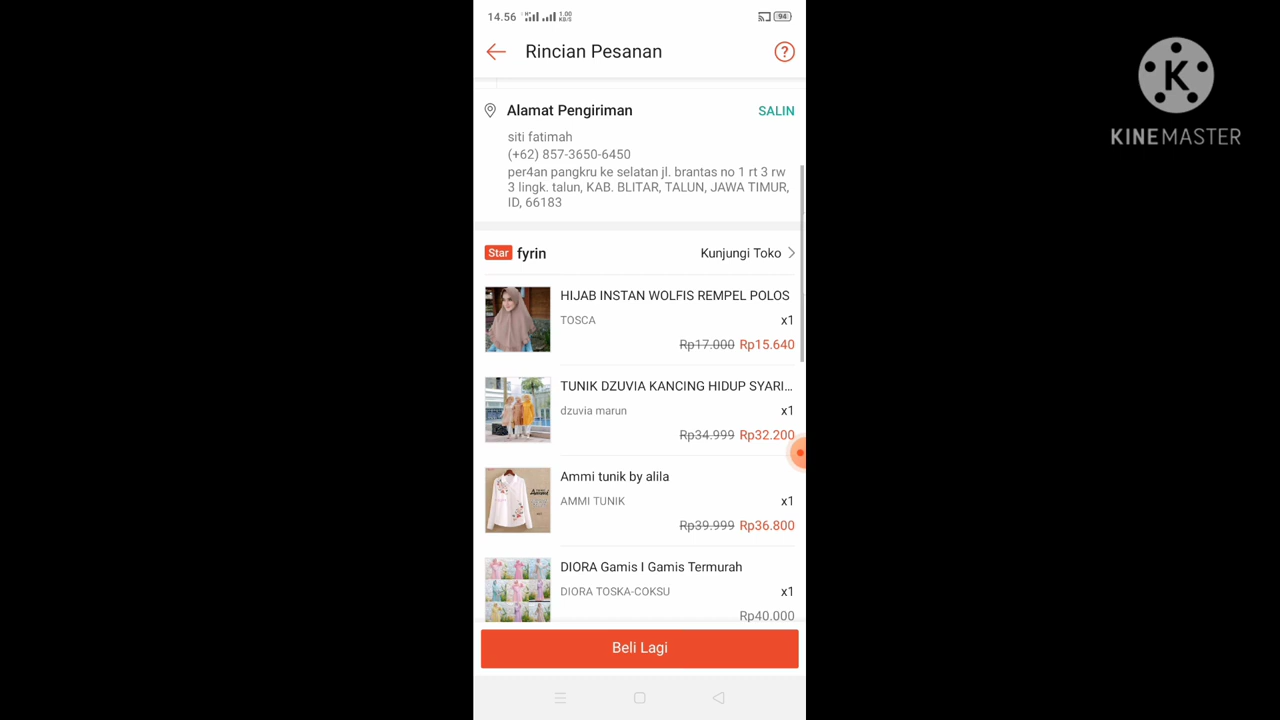 14.56
1.00
KB/S
94
Rincian Pesanan
?
K
KINEMASTER
Alamat Pengiriman
SALIN
siti fatimah
(+62) 857-3650-6450
per4an pangkru ke selatan jl. brantas no 1 rt 3 rw
3 lingk. talun, KAB. BLITAR, TALUN, JAWA TIMUR,
ID, 66183
Star fyrin
Kunjungi Toko
HIJAB INSTAN WOLFIS REMPEL POLOS
TOSCA x1
Rp17.000 Rp15.640
TUNIK DZUVIA KANCING HIDUP SYARI...
dzuvia marun x1
Rp34.999 Rp32.200
Ammi tunik by alila
AMMI TUNIK x1
Rp39.999 Rp36.800
DIORA Gamis I Gamis Termurah
DIORA TOSKA-COKSU x1
Rp40.000
Beli Lagi